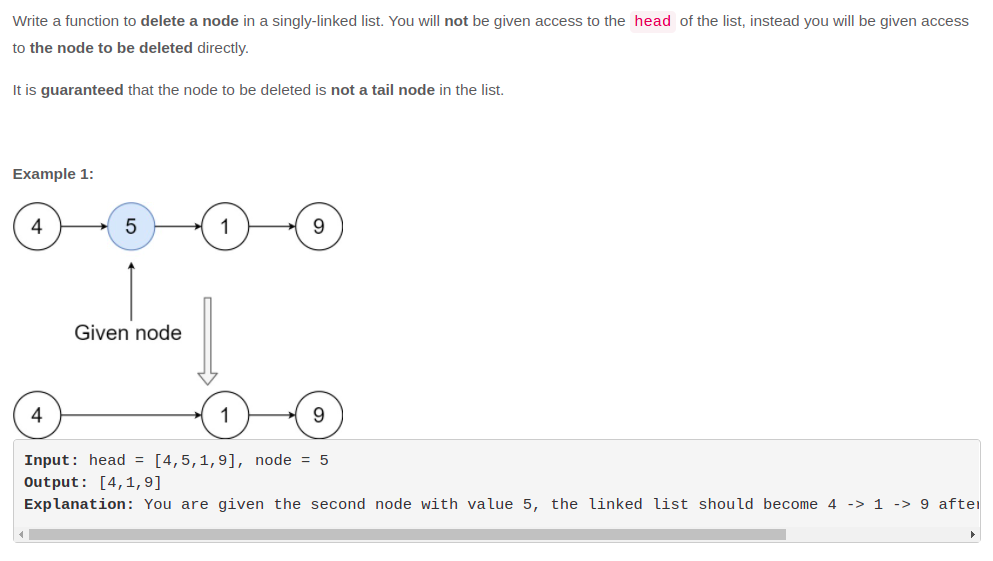 Write a function to delete a node in a singly-linked list. You will not be given access to the head of the list, instead you will be given access
to the node to be deleted directly.
It is guaranteed that the node to be deleted is not a tail node in the list.
Example 1:
4 5 1 9
Given node
4 1 9
Input: head = [4,5,1,9], node = 5
Output: [4,1,9]
Explanation: You are given the second node with value 5, the linked list should become 4 -> 1 -> 9